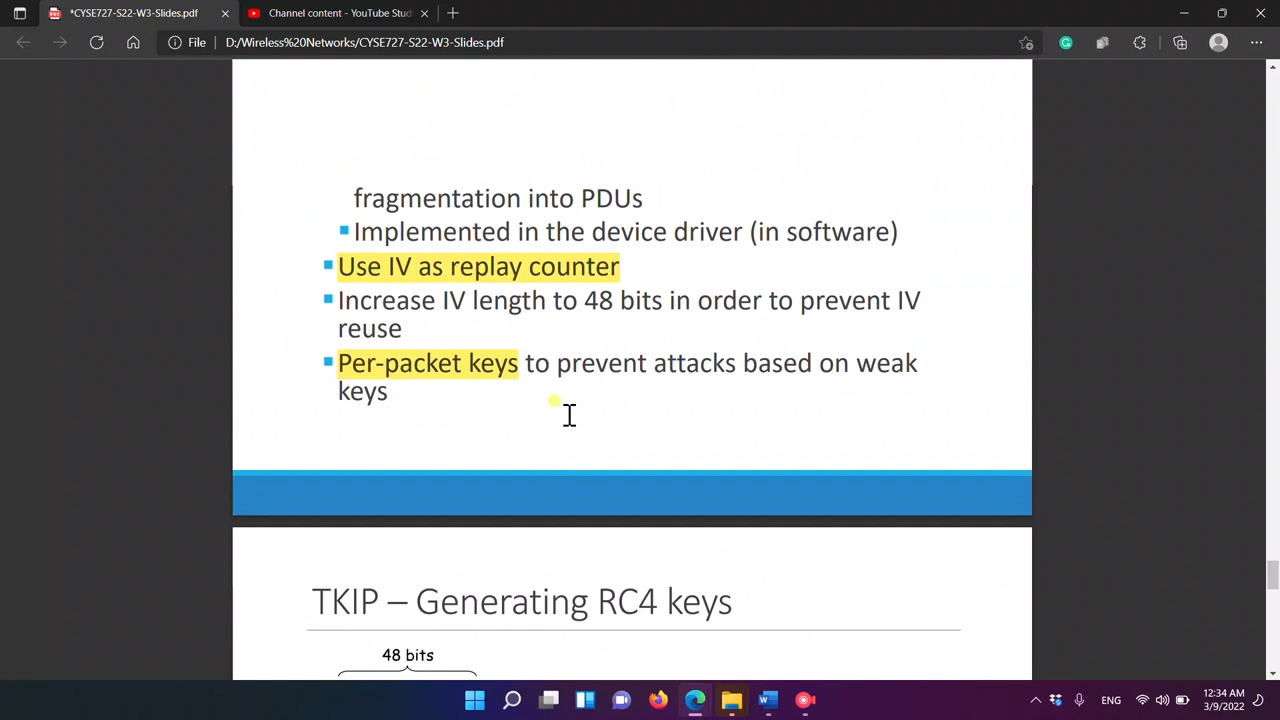 *CYSE727-S22-W3-Slides.pdf
Channel content - YouTube Stud
File
D:/Wireless%20Networks/CYSE727-S22-W3-Slides.pdf
fragmentation into PDUs
Implemented in the device driver (in software)
Use IV as replay counter
Increase IV length to 48 bits in order to prevent IV
reuse
Per-packet keys to prevent attacks based on weak
keys
TKIP – Generating RC4 keys
48 bits
ENG
12:34 AM
3/9/2022